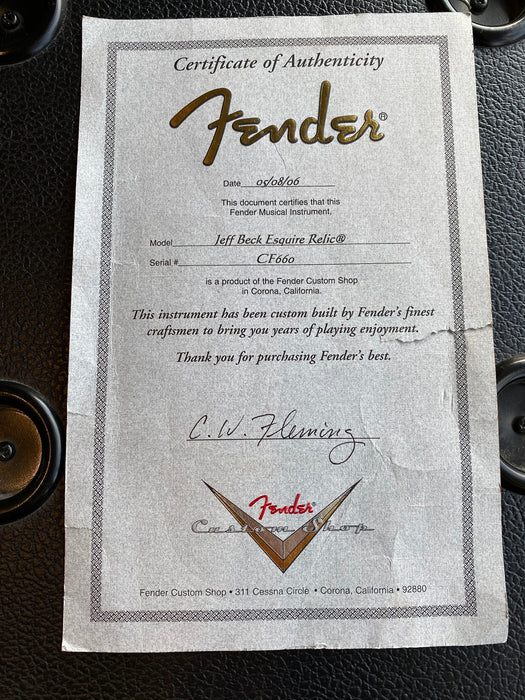 Certificate of Authenticity
Fender®
Date 05/08/06
This document certifies that this
Fender Musical Instrument,
Model Jeff Beck Esquire Relic®
Serial # CF660
is a product of the Fender Custom Shop
in Corona, California.
This instrument has been custom built by Fender's finest
craftsmen to bring you years of playing enjoyment.
Thank you for purchasing Fender's best.
C. W. Fleming
Fender®
Custom Shop
Fender Custom Shop • 311 Cessna Circle • Corona, California • 92880